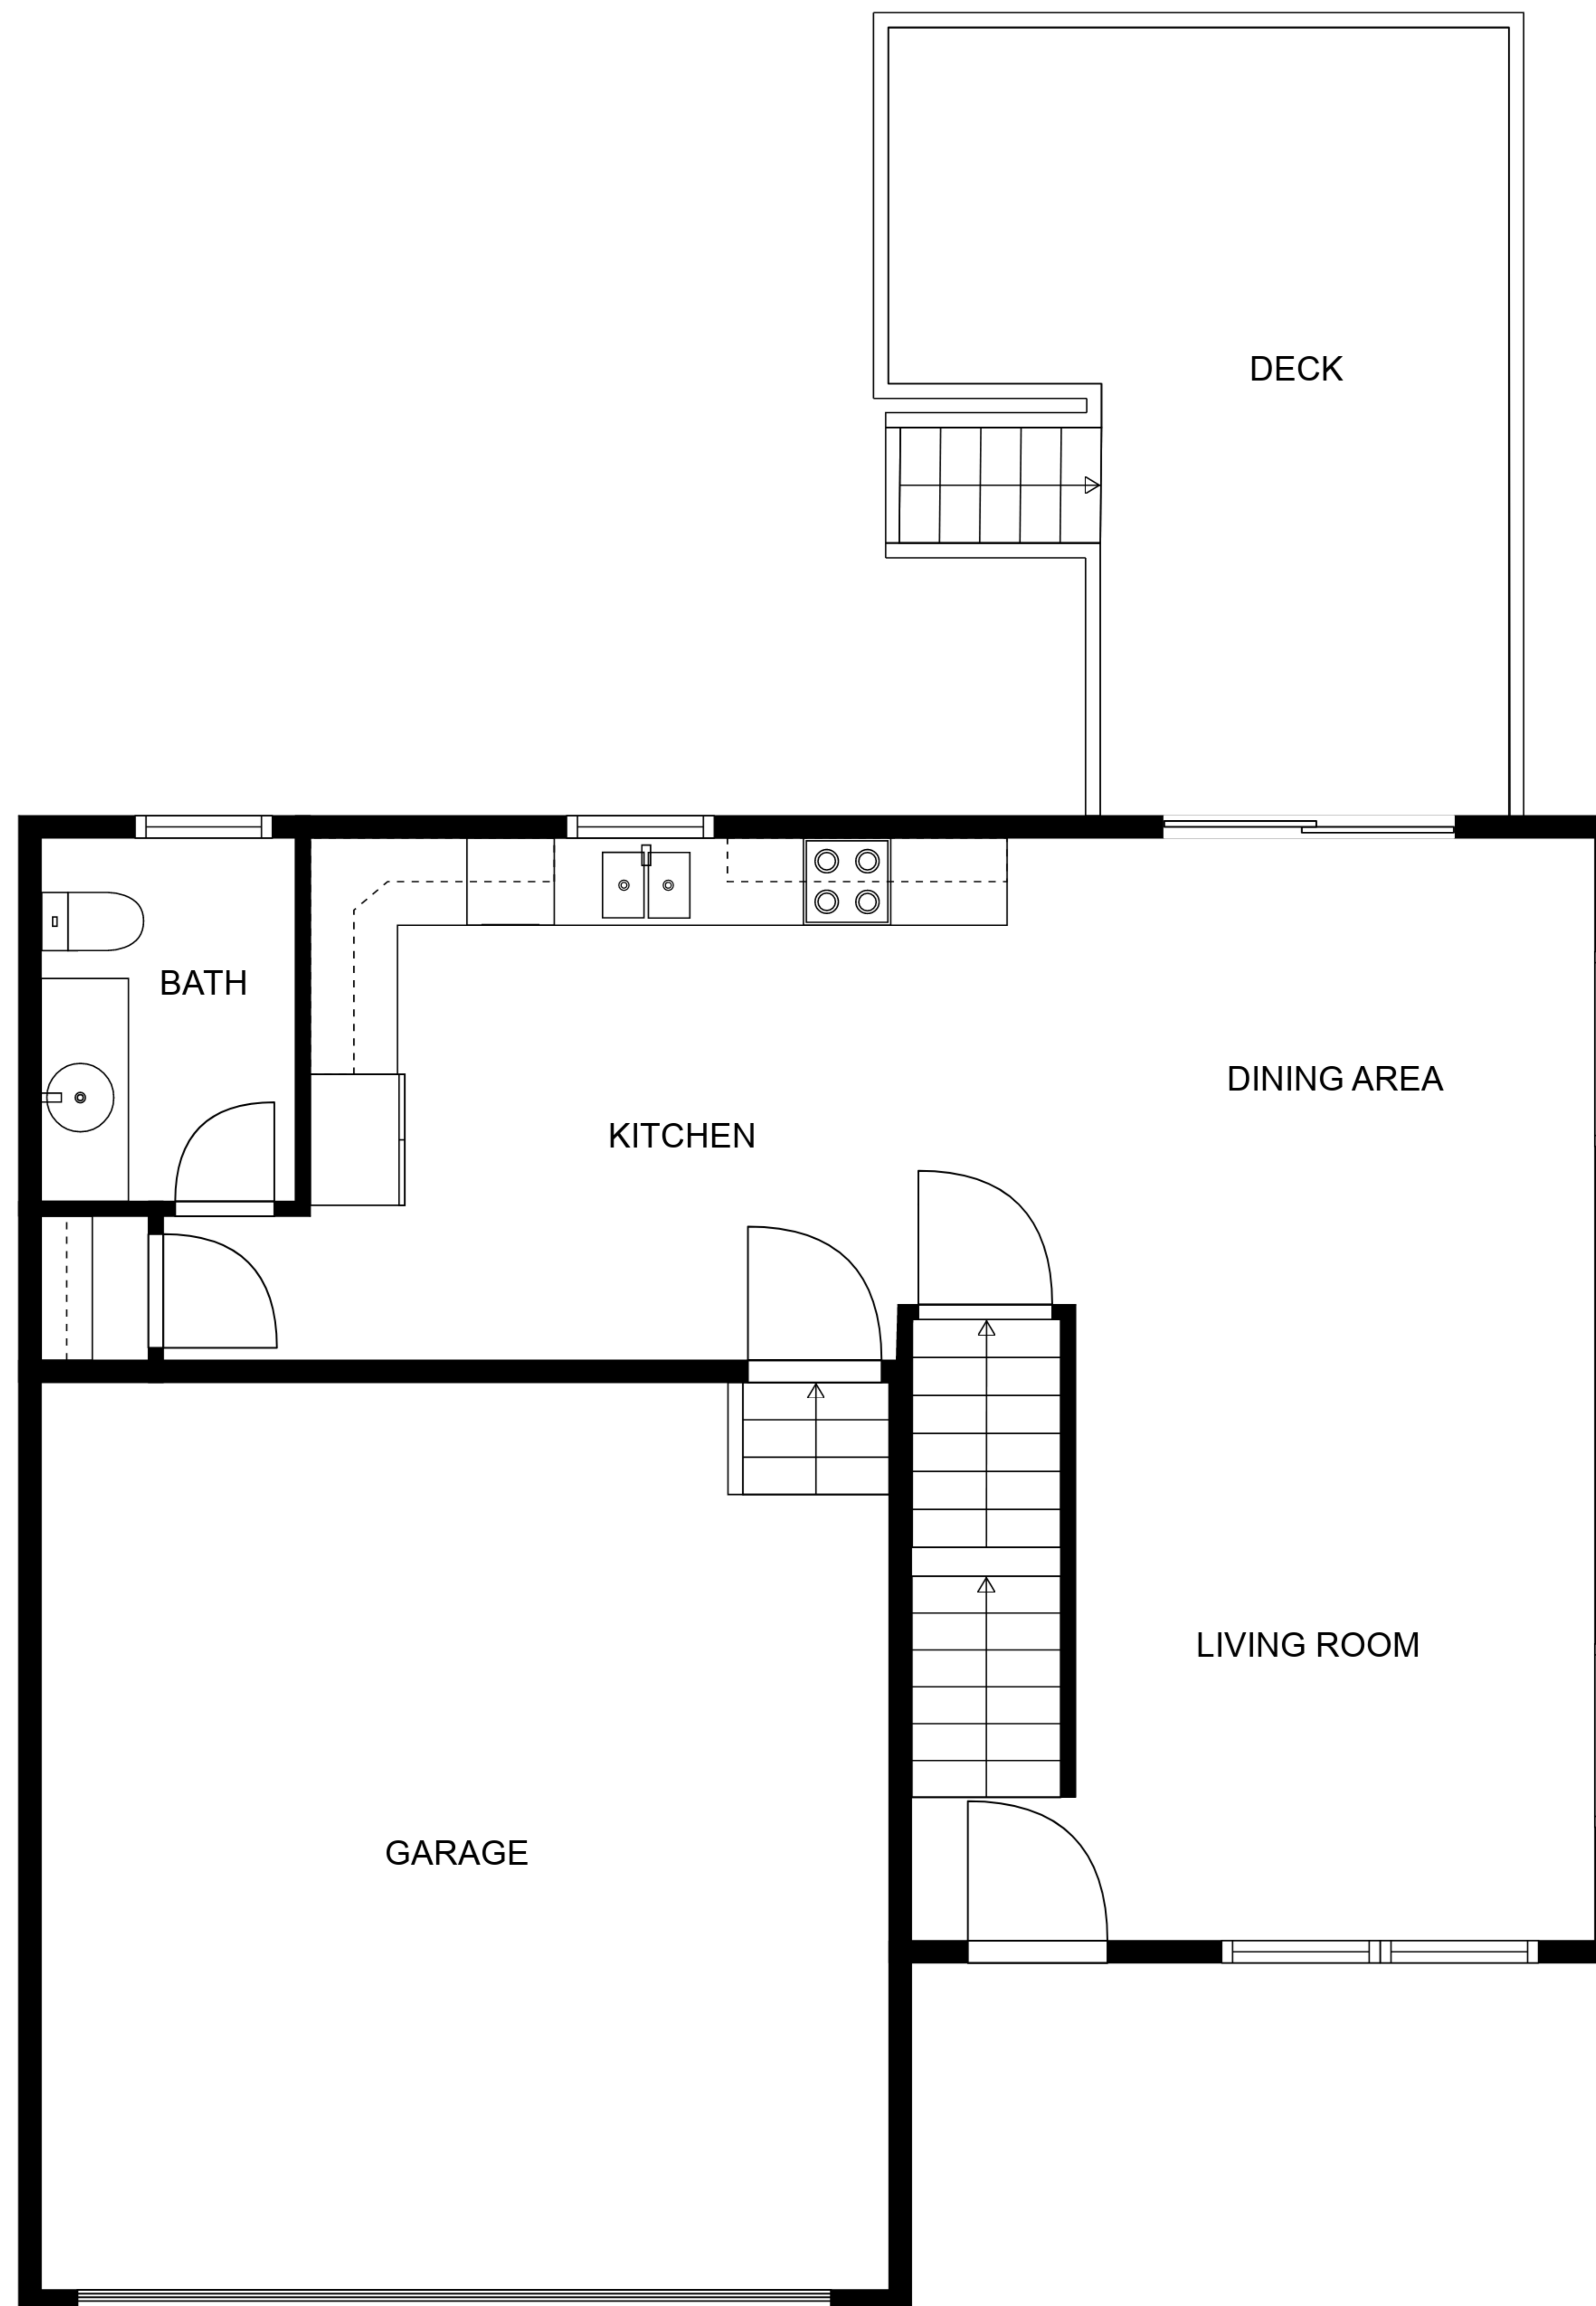 DECK
BATH
DINING AREA
KITCHEN
LIVING ROOM
GARAGE